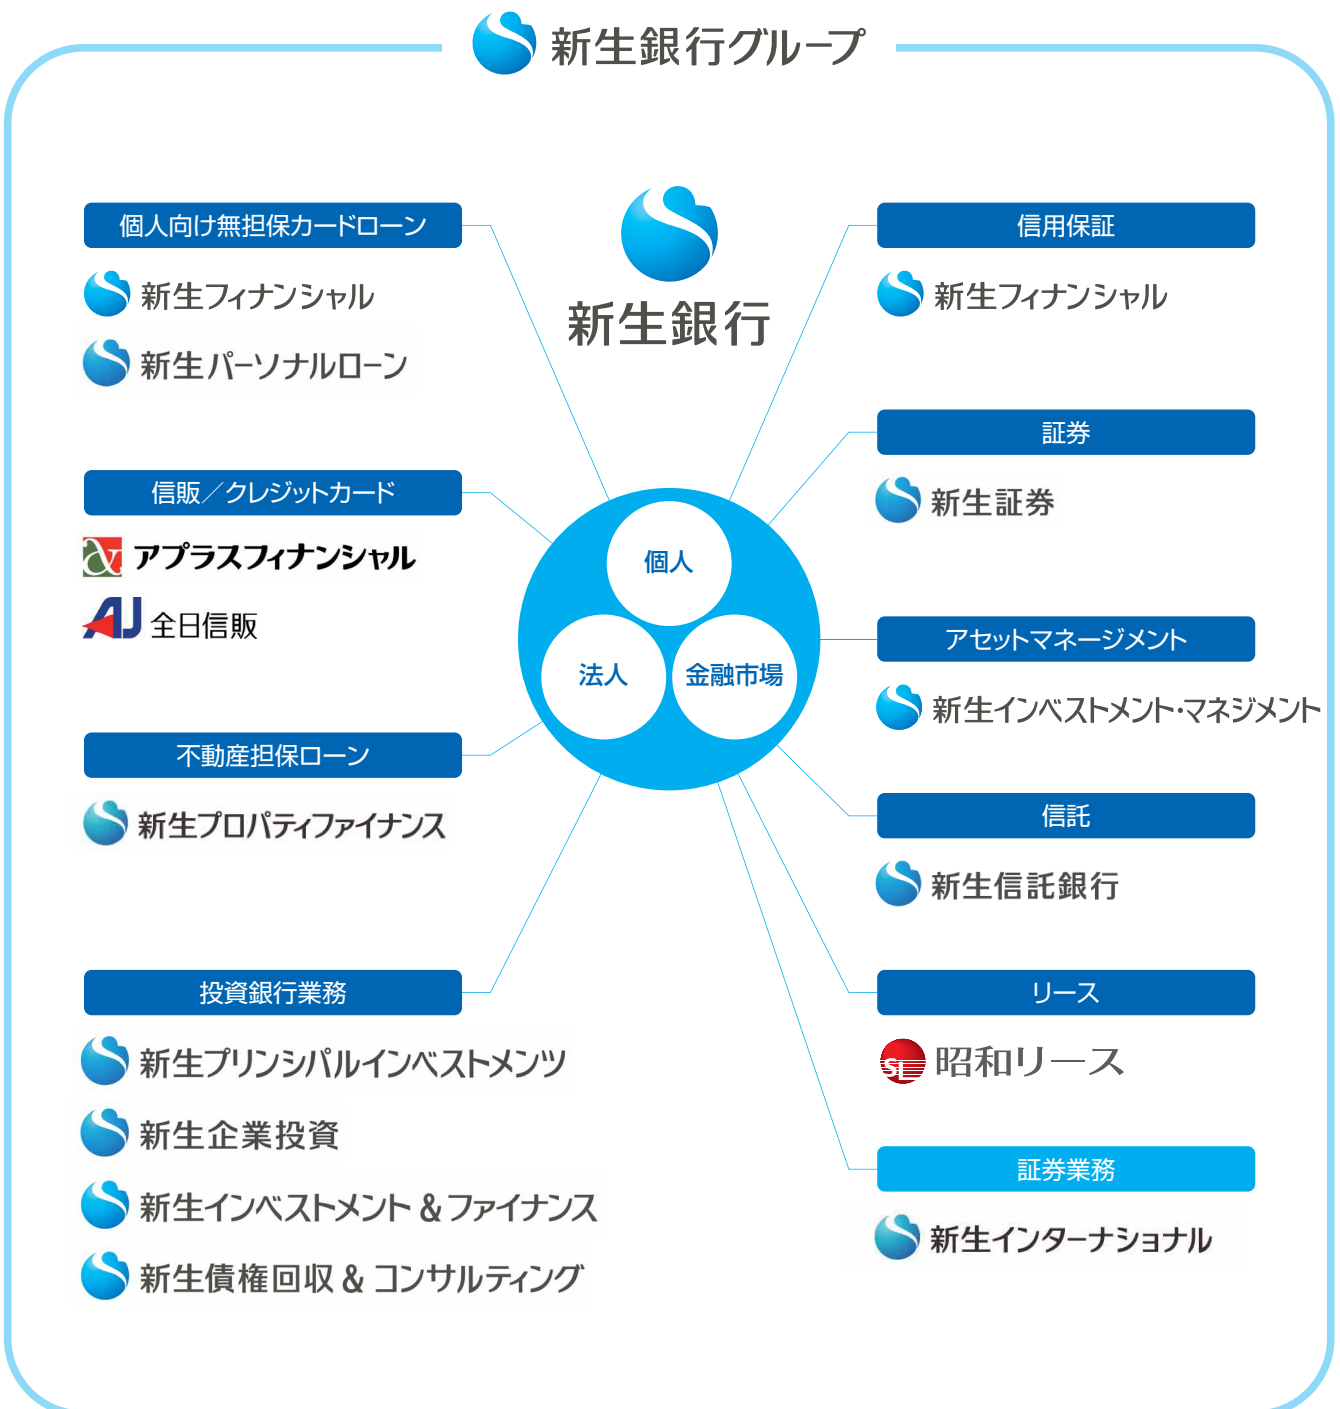 新生銀行グループ
新生銀行
個人向け無担保カードローン
新生フィナンシャル
新生パーソナルローン
信販／クレジットカード
アプラスフィナンシャル
AJ 全日信販
不動産担保ローン
新生プロパティファイナンス
投資銀行業務
新生プリンシパルインベストメンツ
新生企業投資
新生インベストメント＆ファイナンス
新生債権回収＆コンサルティング
個人
法人
金融市場
信用保証
新生フィナンシャル
証券
新生証券
アセットマネージメント
新生インベストメント・マネジメント
信託
新生信託銀行
リース
SL 昭和リース
証券業務
新生インターナショナル